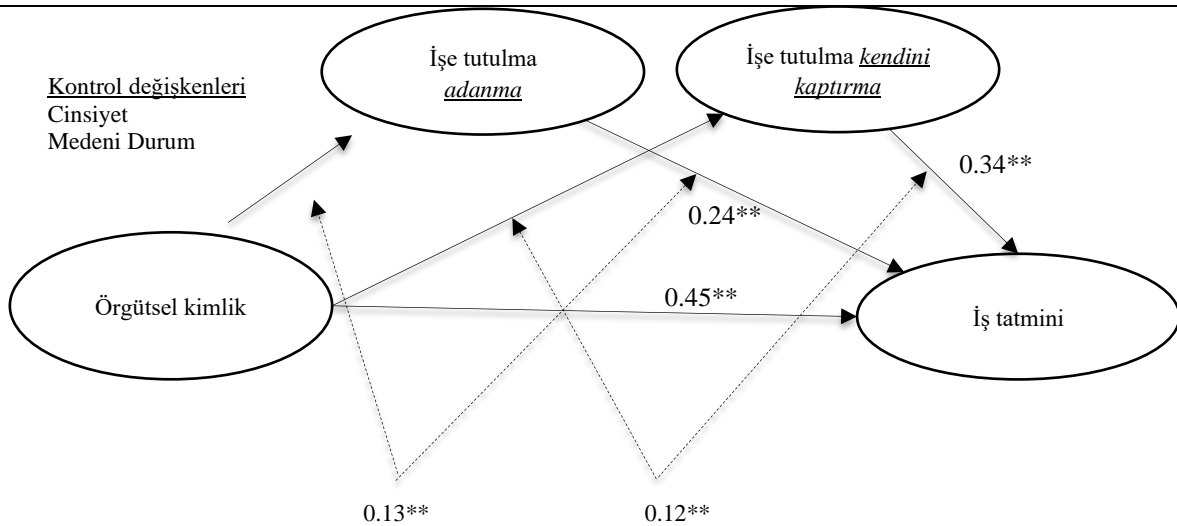 İşe tutulma
adanma
İşe tutulma kendini
kaptırma
Kontrol değişkenleri
Cinsiyet
Medeni Durum
0.34**
0.24**
Örgütsel kimlik
0.45**
İş tatmini
0.13**
0.12**